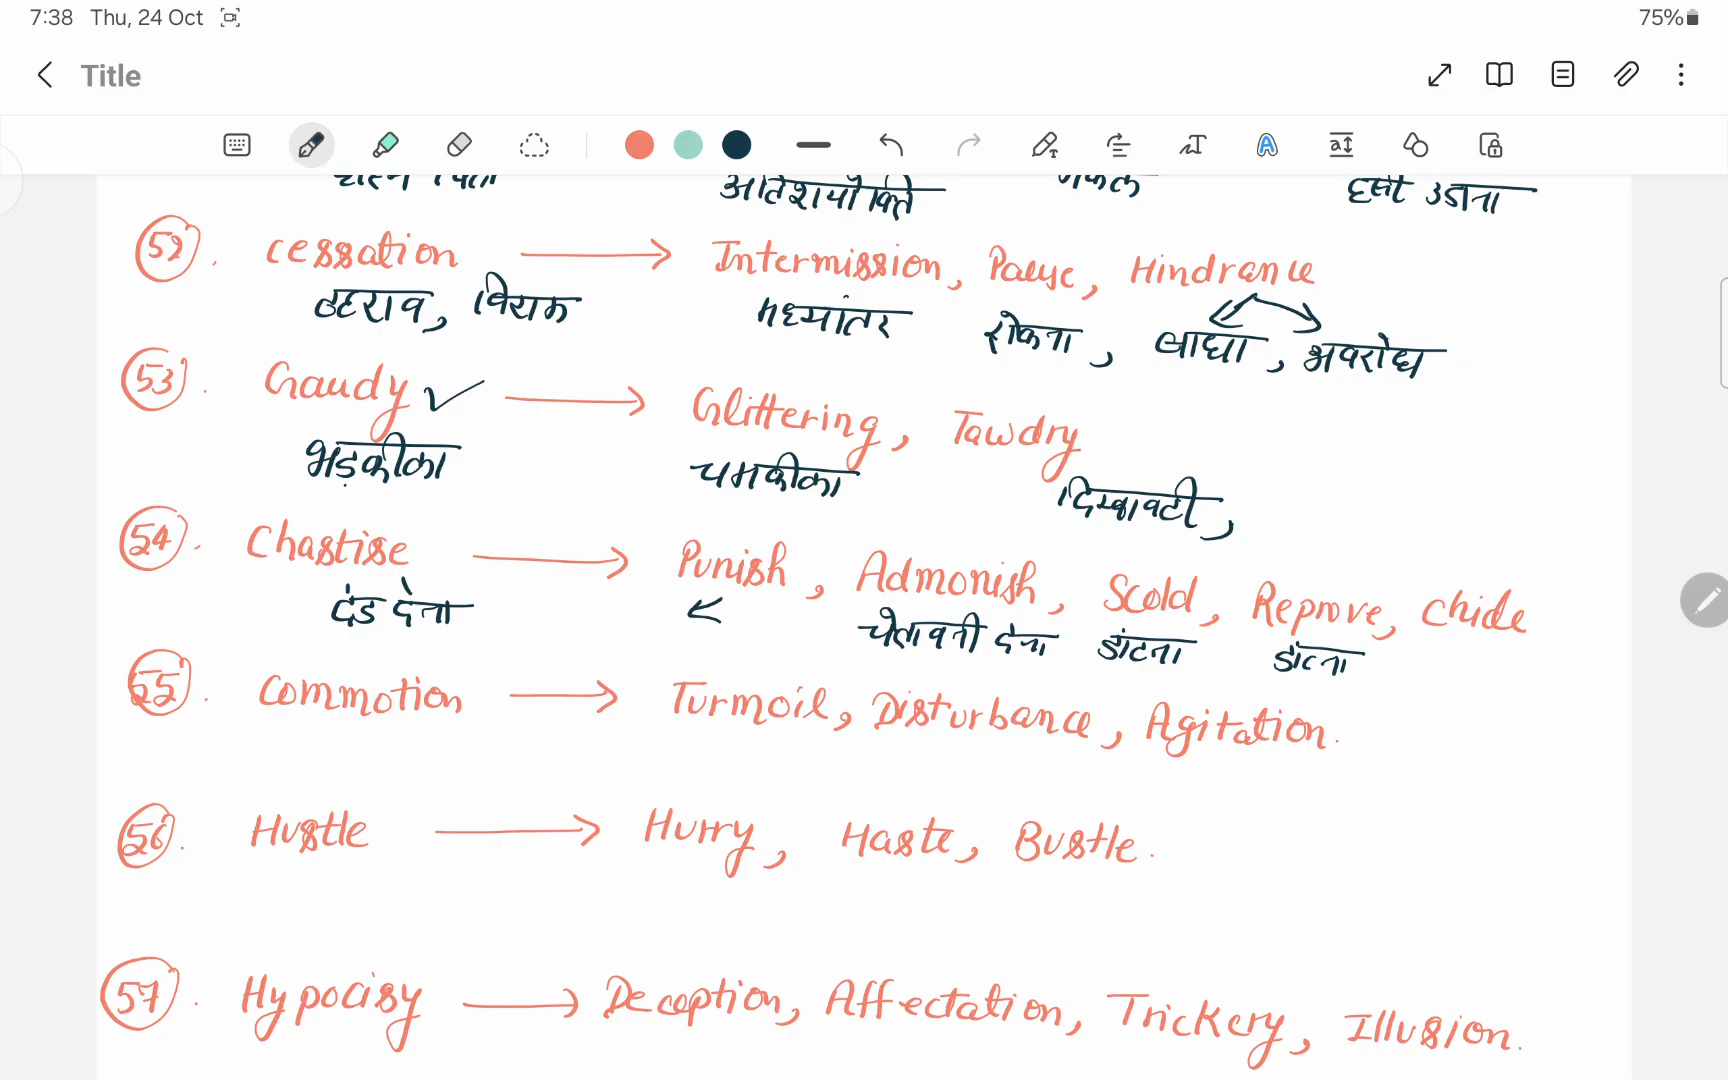 7:38 Thu, 24 Oct 75%
Title
अतिशयोक्ति नकल हसी उडाना
52. Cessation → Intermission, Pause, Hindrance
ठहराव, विराम मध्यांतर रोकना, बाधा, अवरोध
53. Gaudy ✓ → Glittering, Tawdry
भड़कीला चमकीला दिखावटी,
54. Chastise → Punish, Admonish, Scold, Reprove, Chide
दंड देना चेतावनी देना डांटना डांटना
55. Commotion → Turmoil, Disturbance, Agitation.
56. Hustle → Hurry, Haste, Bustle.
57. Hypocisy → Deception, Affectation, Trickery, Illusion.